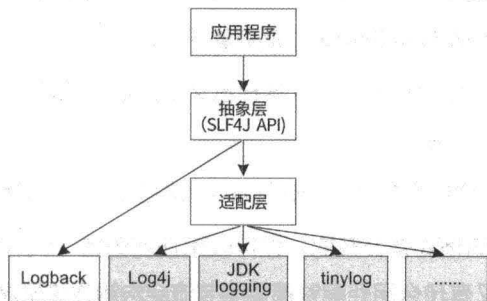 应用程序
抽象层
(SLF4J API)
适配层
Logback
Log4j
JDK
logging
tinylog
......